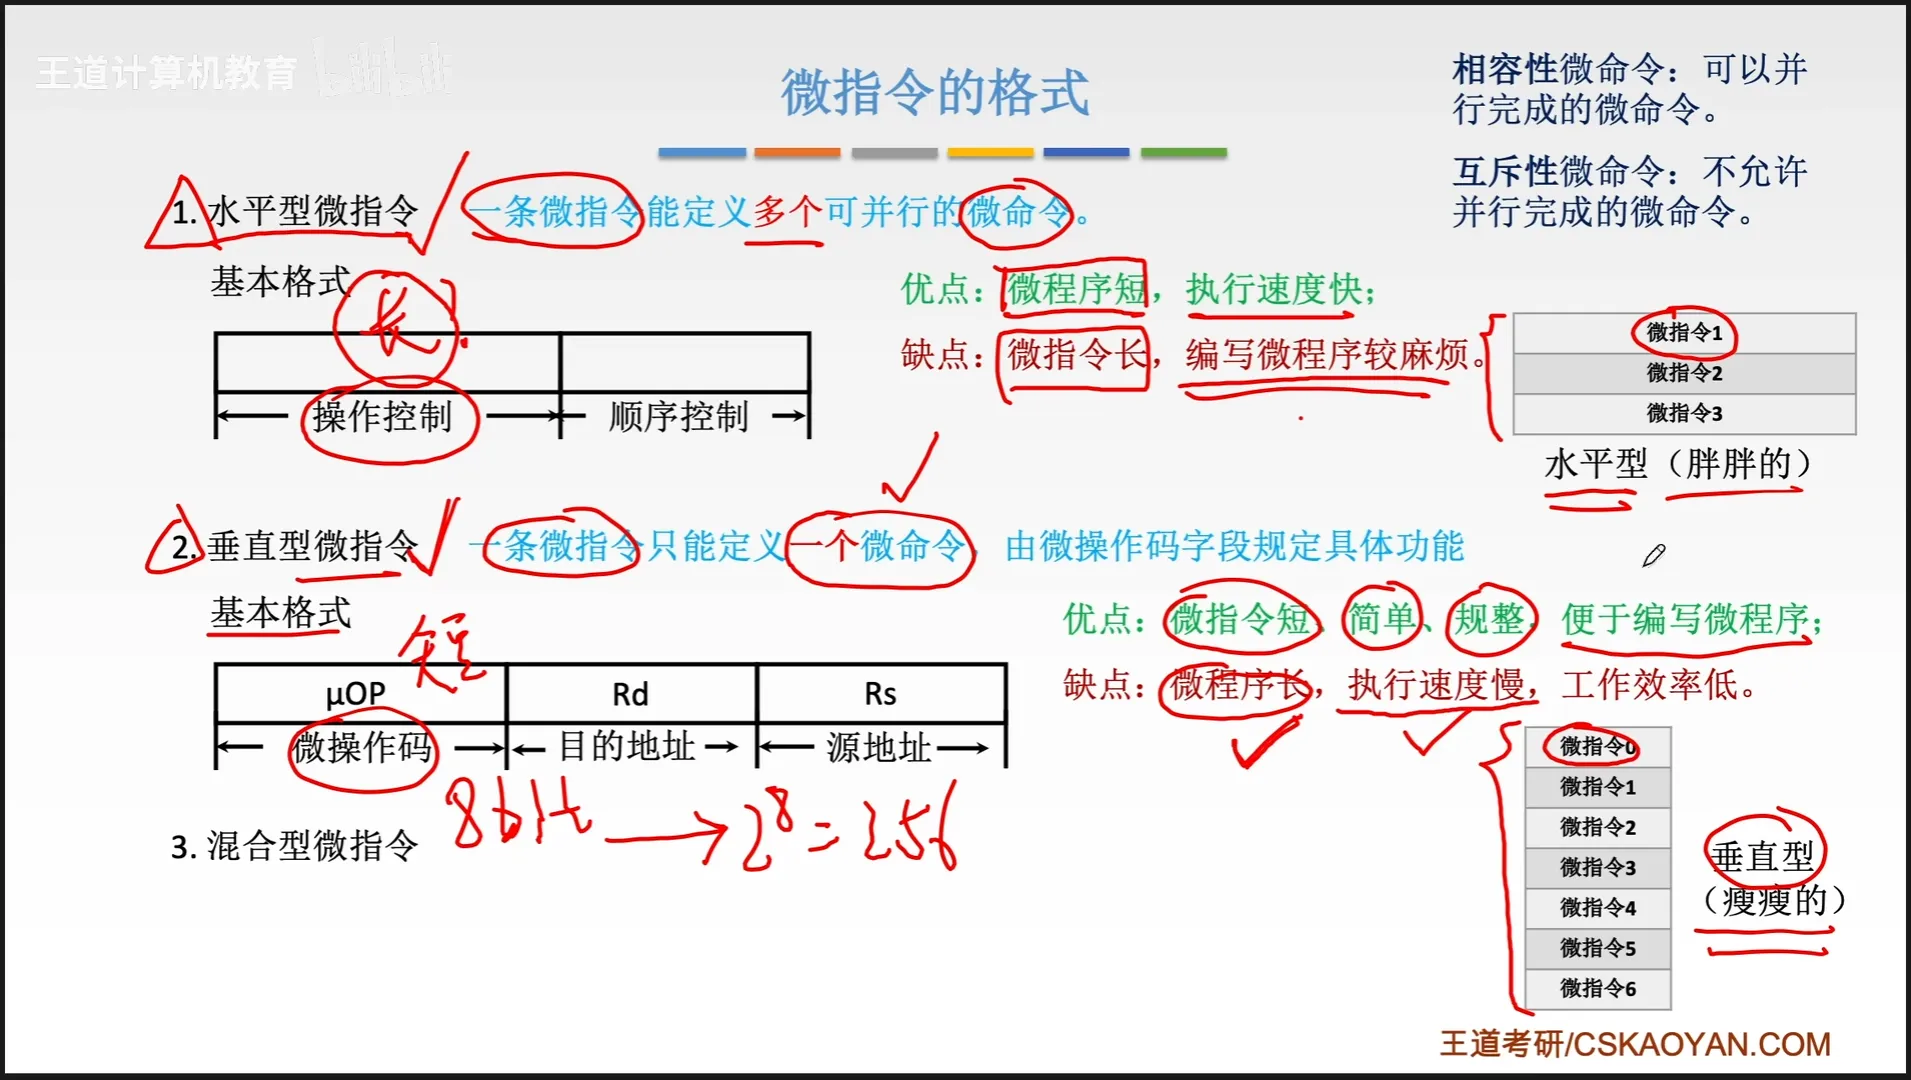 王道计算机教育 bilibili
微指令的格式
相容性微命令：可以并
行完成的微命令。
互斥性微命令：不允许
并行完成的微命令。
1. 水平型微指令 一条微指令能定义多个可并行的微命令。
基本格式
长
操作控制 顺序控制
优点：微程序短，执行速度快；
缺点：微指令长，编写微程序较麻烦。
微指令1
微指令2
微指令3
水平型（胖胖的）
2. 垂直型微指令 一条微指令只能定义一个微命令，由微操作码字段规定具体功能
基本格式
短
μOP Rd Rs
微操作码 目的地址 源地址
优点：微指令短、简单、规整，便于编写微程序；
缺点：微程序长，执行速度慢，工作效率低。
微指令0
微指令1
微指令2
微指令3
微指令4
微指令5
微指令6
垂直型
（瘦瘦的）
8bit → 2⁸ = 256
3. 混合型微指令
王道考研/CSKAOYAN.COM